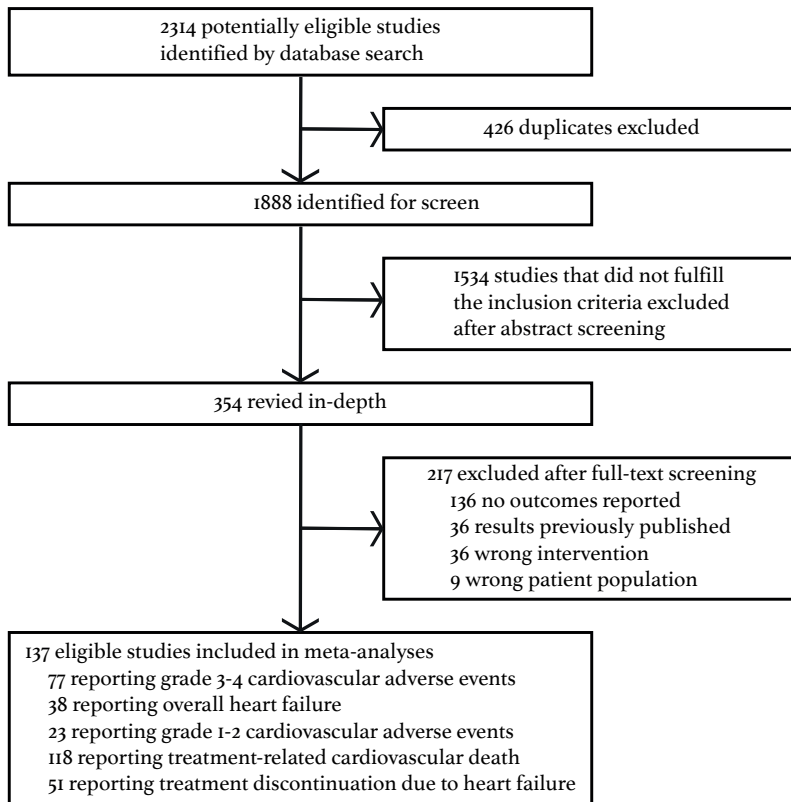 2314 potentially eligible studies
identified by database search
426 duplicates excluded
1888 identified for screen
1534 studies that did not fulfill
the inclusion criteria excluded
after abstract screening
354 revied in-depth
217 excluded after full-text screening
136 no outcomes reported
36 results previously published
36 wrong intervention
9 wrong patient population
137 eligible studies included in meta-analyses
77 reporting grade 3-4 cardiovascular adverse events
38 reporting overall heart failure
23 reporting grade 1-2 cardiovascular adverse events
118 reporting treatment-related cardiovascular death
51 reporting treatment discontinuation due to heart failure